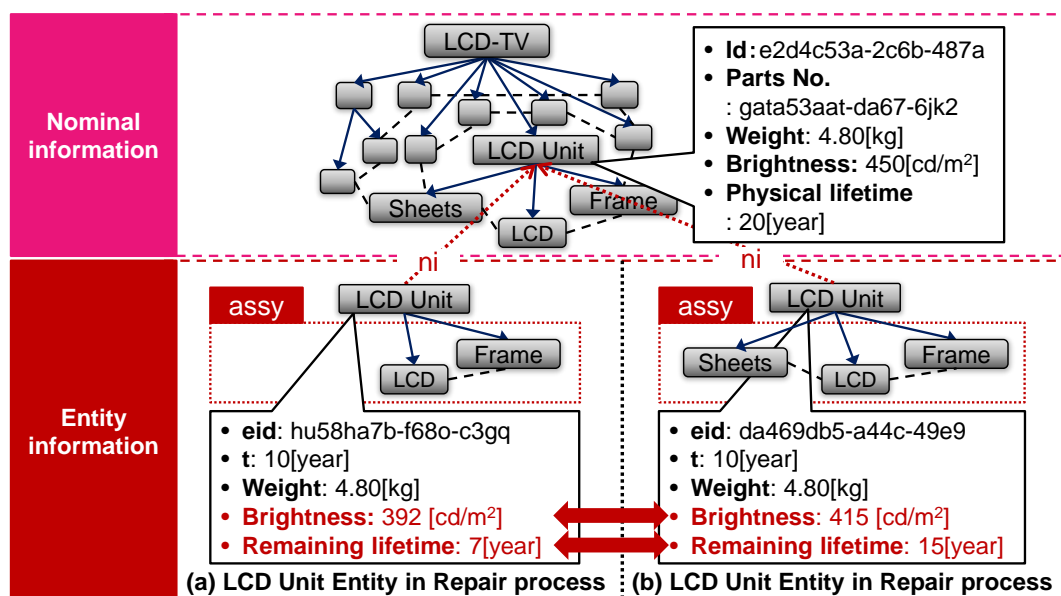 LCD-TV
LCD Unit
Sheets
LCD
Frame
Nominal
information
• Id:e2d4c53a-2c6b-487a
• Parts No.
: gata53aat-da67-6jk2
• Weight: 4.80[kg]
• Brightness: 450[cd/m²]
• Physical lifetime
: 20[year]
ni
ni
Entity
information
assy
LCD Unit
Frame
LCD
• eid: hu58ha7b-f68o-c3gq
• t: 10[year]
• Weight: 4.80[kg]
• Brightness: 392 [cd/m²]
• Remaining lifetime: 7[year]
(a) LCD Unit Entity in Repair process
assy
LCD Unit
Sheets
Frame
LCD
• eid: da469db5-a44c-49e9
• t: 10[year]
• Weight: 4.80[kg]
• Brightness: 415 [cd/m²]
• Remaining lifetime: 15[year]
(b) LCD Unit Entity in Repair process